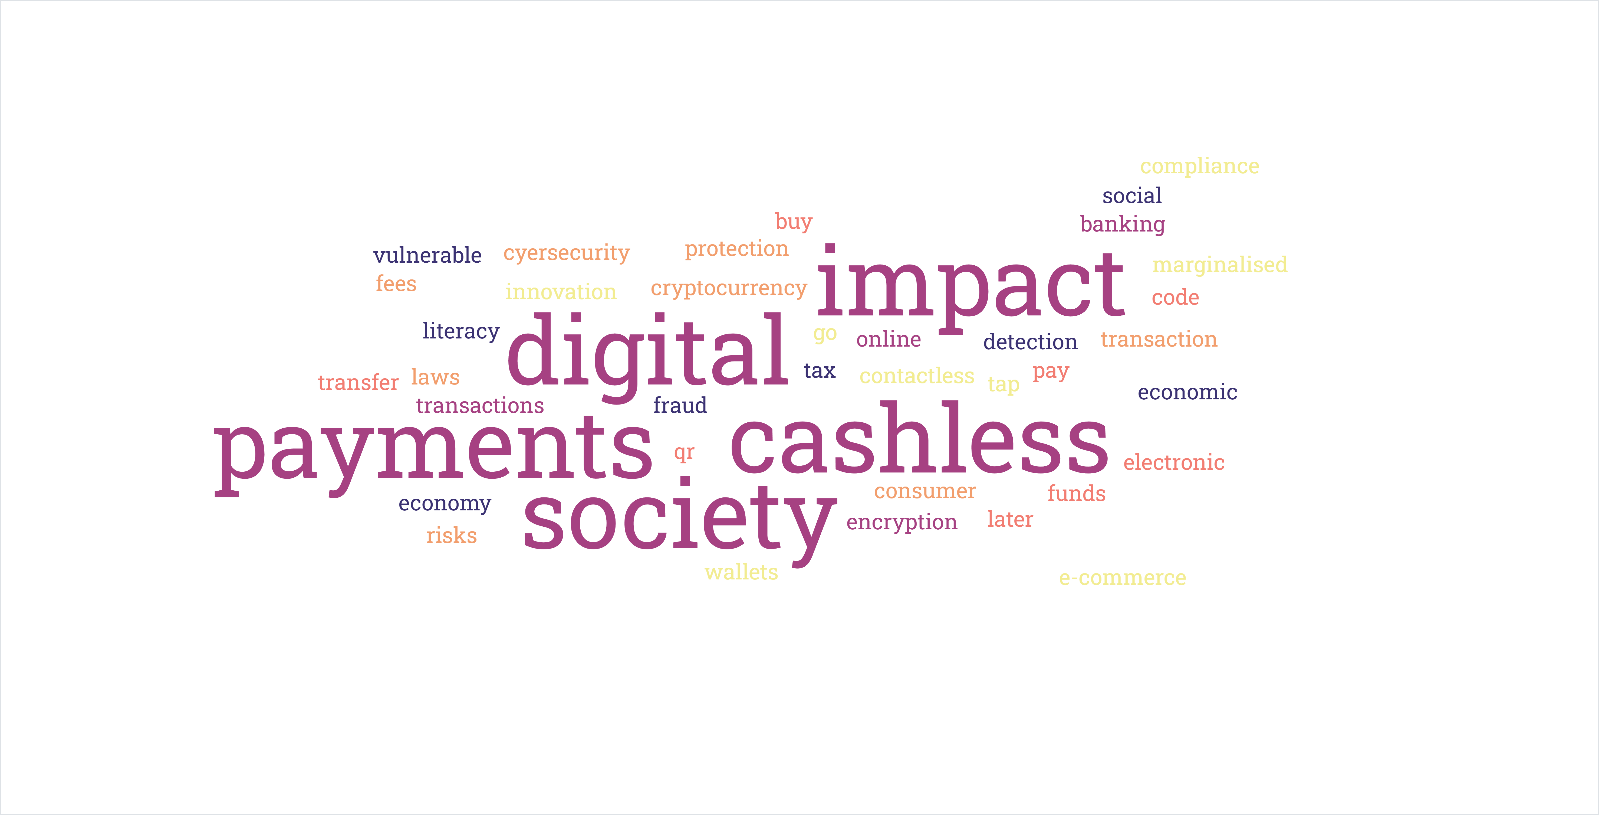 compliance
social
buy
banking
vulnerable
cyersecurity
protection
impact
marginalised
fees
innovation
cryptocurrency
code
literacy
digital
go
online
detection
transaction
transfer
laws
tax
contactless
tap
pay
economic
transactions
fraud
payments
qr
cashless
electronic
economy
society
consumer
funds
risks
encryption
later
wallets
e-commerce